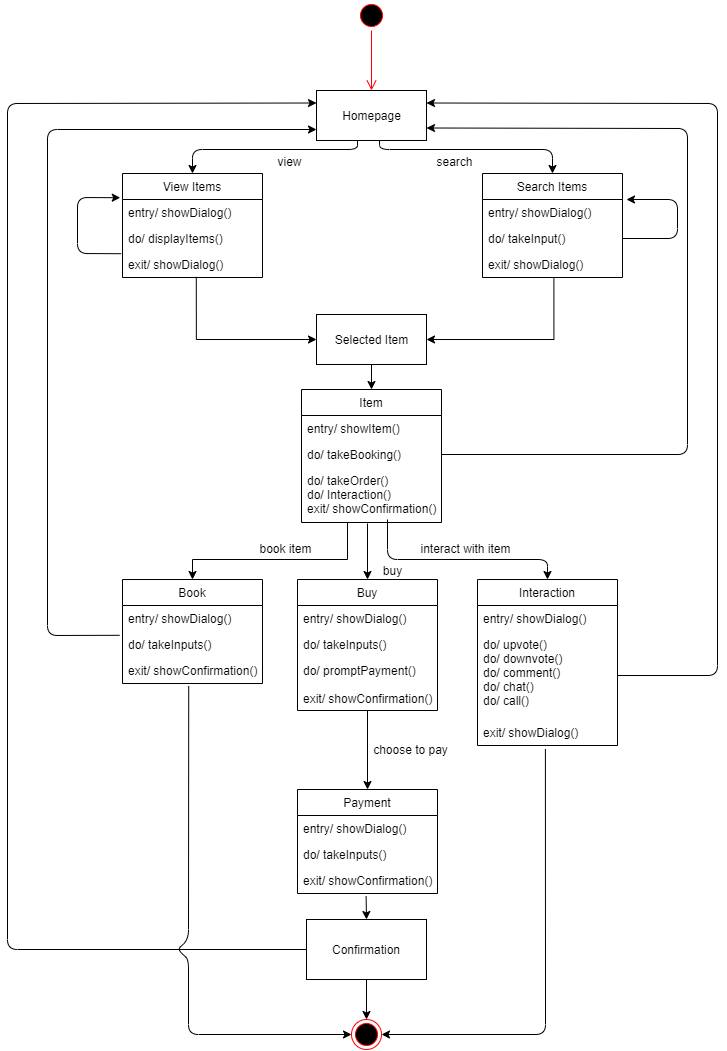 Homepage
view
search
View Items
entry/ showDialog()
do/ displayItems()
exit/ showDialog()
Search Items
entry/ showDialog()
do/ takeInput()
exit/ showDialog()
Selected Item
Item
entry/ showItem()
do/ takeBooking()
do/ takeOrder()
do/ Interaction()
exit/ showConfirmation()
book item
buy
interact with item
Book
entry/ showDialog()
do/ takeInputs()
exit/ showConfirmation()
Buy
entry/ showDialog()
do/ takeInputs()
do/ promptPayment()
exit/ showConfirmation()
Interaction
entry/ showDialog()
do/ upvote()
do/ downvote()
do/ comment()
do/ chat()
do/ call()
exit/ showDialog()
choose to pay
Payment
entry/ showDialog()
do/ takeInputs()
exit/ showConfirmation()
Confirmation